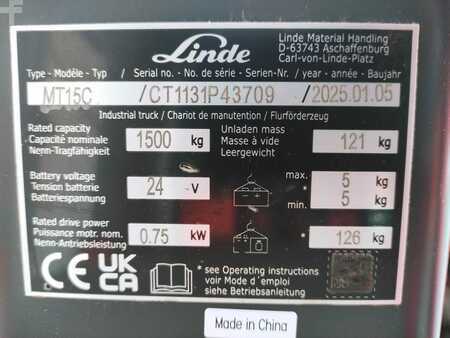 Linde
Linde Material Handling
D-63743 Aschaffenburg
Carl-von-Linde-Platz
Type - Modèle - Typ / Serial no. - No. de série - Serien-Nr. / year - année - Baujahr
MT15C / CT1131P43709 / 2025.01.05
Industrial truck / Chariot de manutention / Flurförderzeug
Rated capacity
Capacité nominale
Nenn-Tragfähigkeit
1500 kg
Unladen mass
Masse à vide
Leergewicht
121 kg
Battery voltage
Tension batterie
Batteriespannung
24 V
max. 5 kg
min. 5 kg
Rated drive power
Puissance motr. nom.
Nenn-Antriebsleistung
0.75 kW
* 126 kg
CE
UK
CA
* see Operating instructions
voir Mode d'emploi
siehe Betriebsanleitung
Made in China